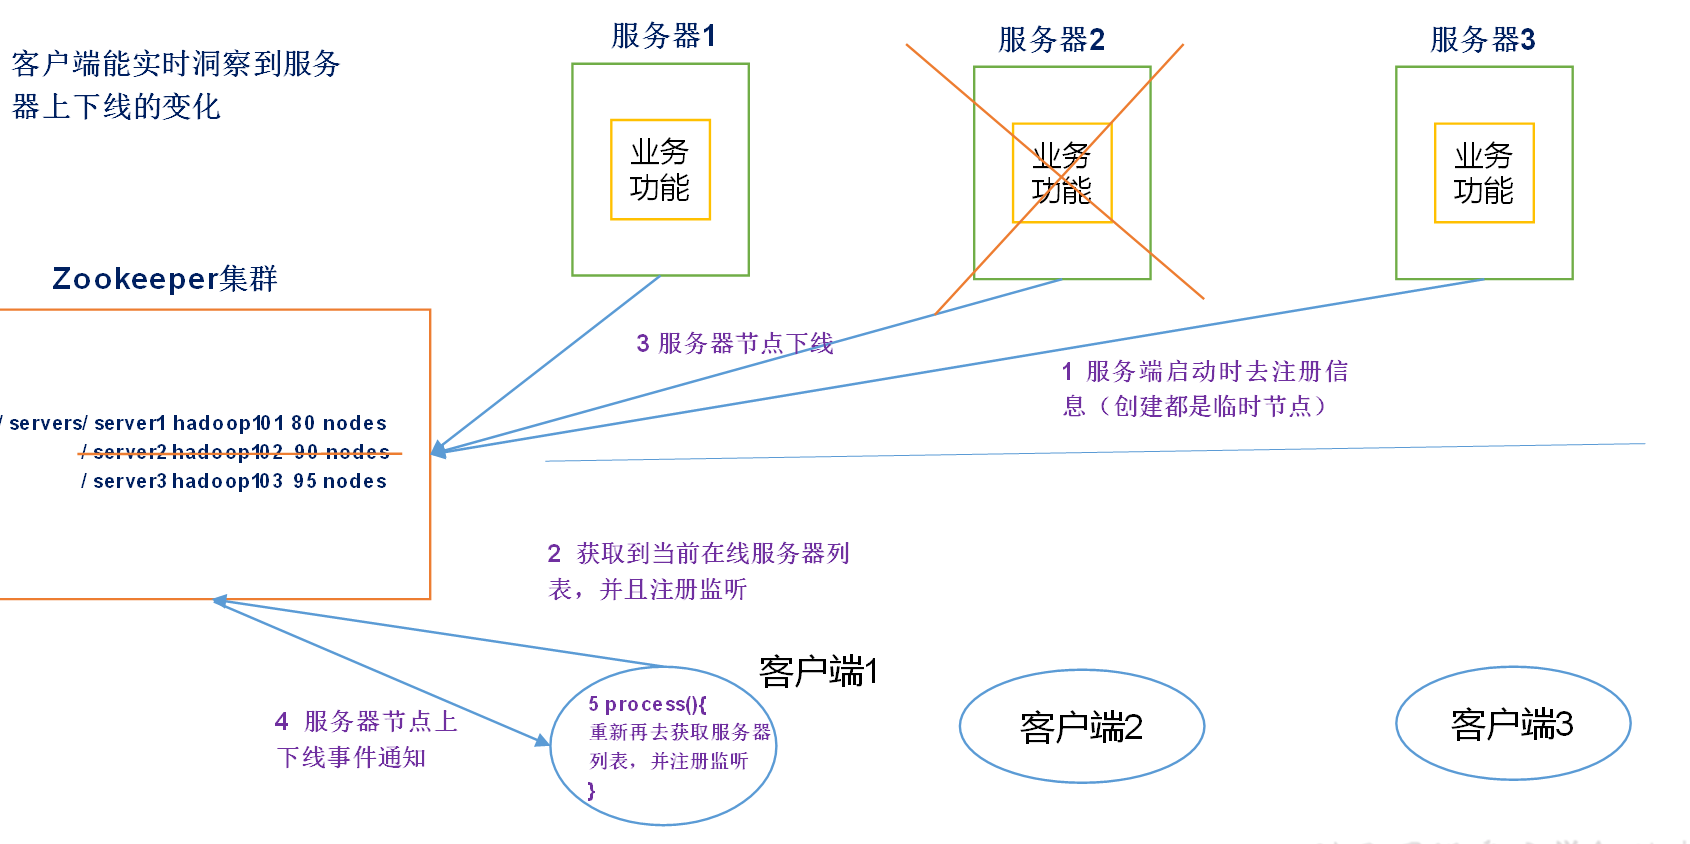 客户端能实时洞察到服务
器上下线的变化
服务器1
服务器2
服务器3
业务
功能
业务
功能
业务
功能
Zookeeper集群
/ servers/ server1 hadoop101 80 nodes
/ server2 hadoop102 90 nodes
/ server3 hadoop103 95 nodes
3 服务器节点下线
1 服务端启动时去注册信
息（创建都是临时节点）
2 获取到当前在线服务器列
表，并且注册监听
4 服务器节点上
下线事件通知
客户端1
5 process(){
重新再去获取服务器
列表，并注册监听
}
客户端2
客户端3